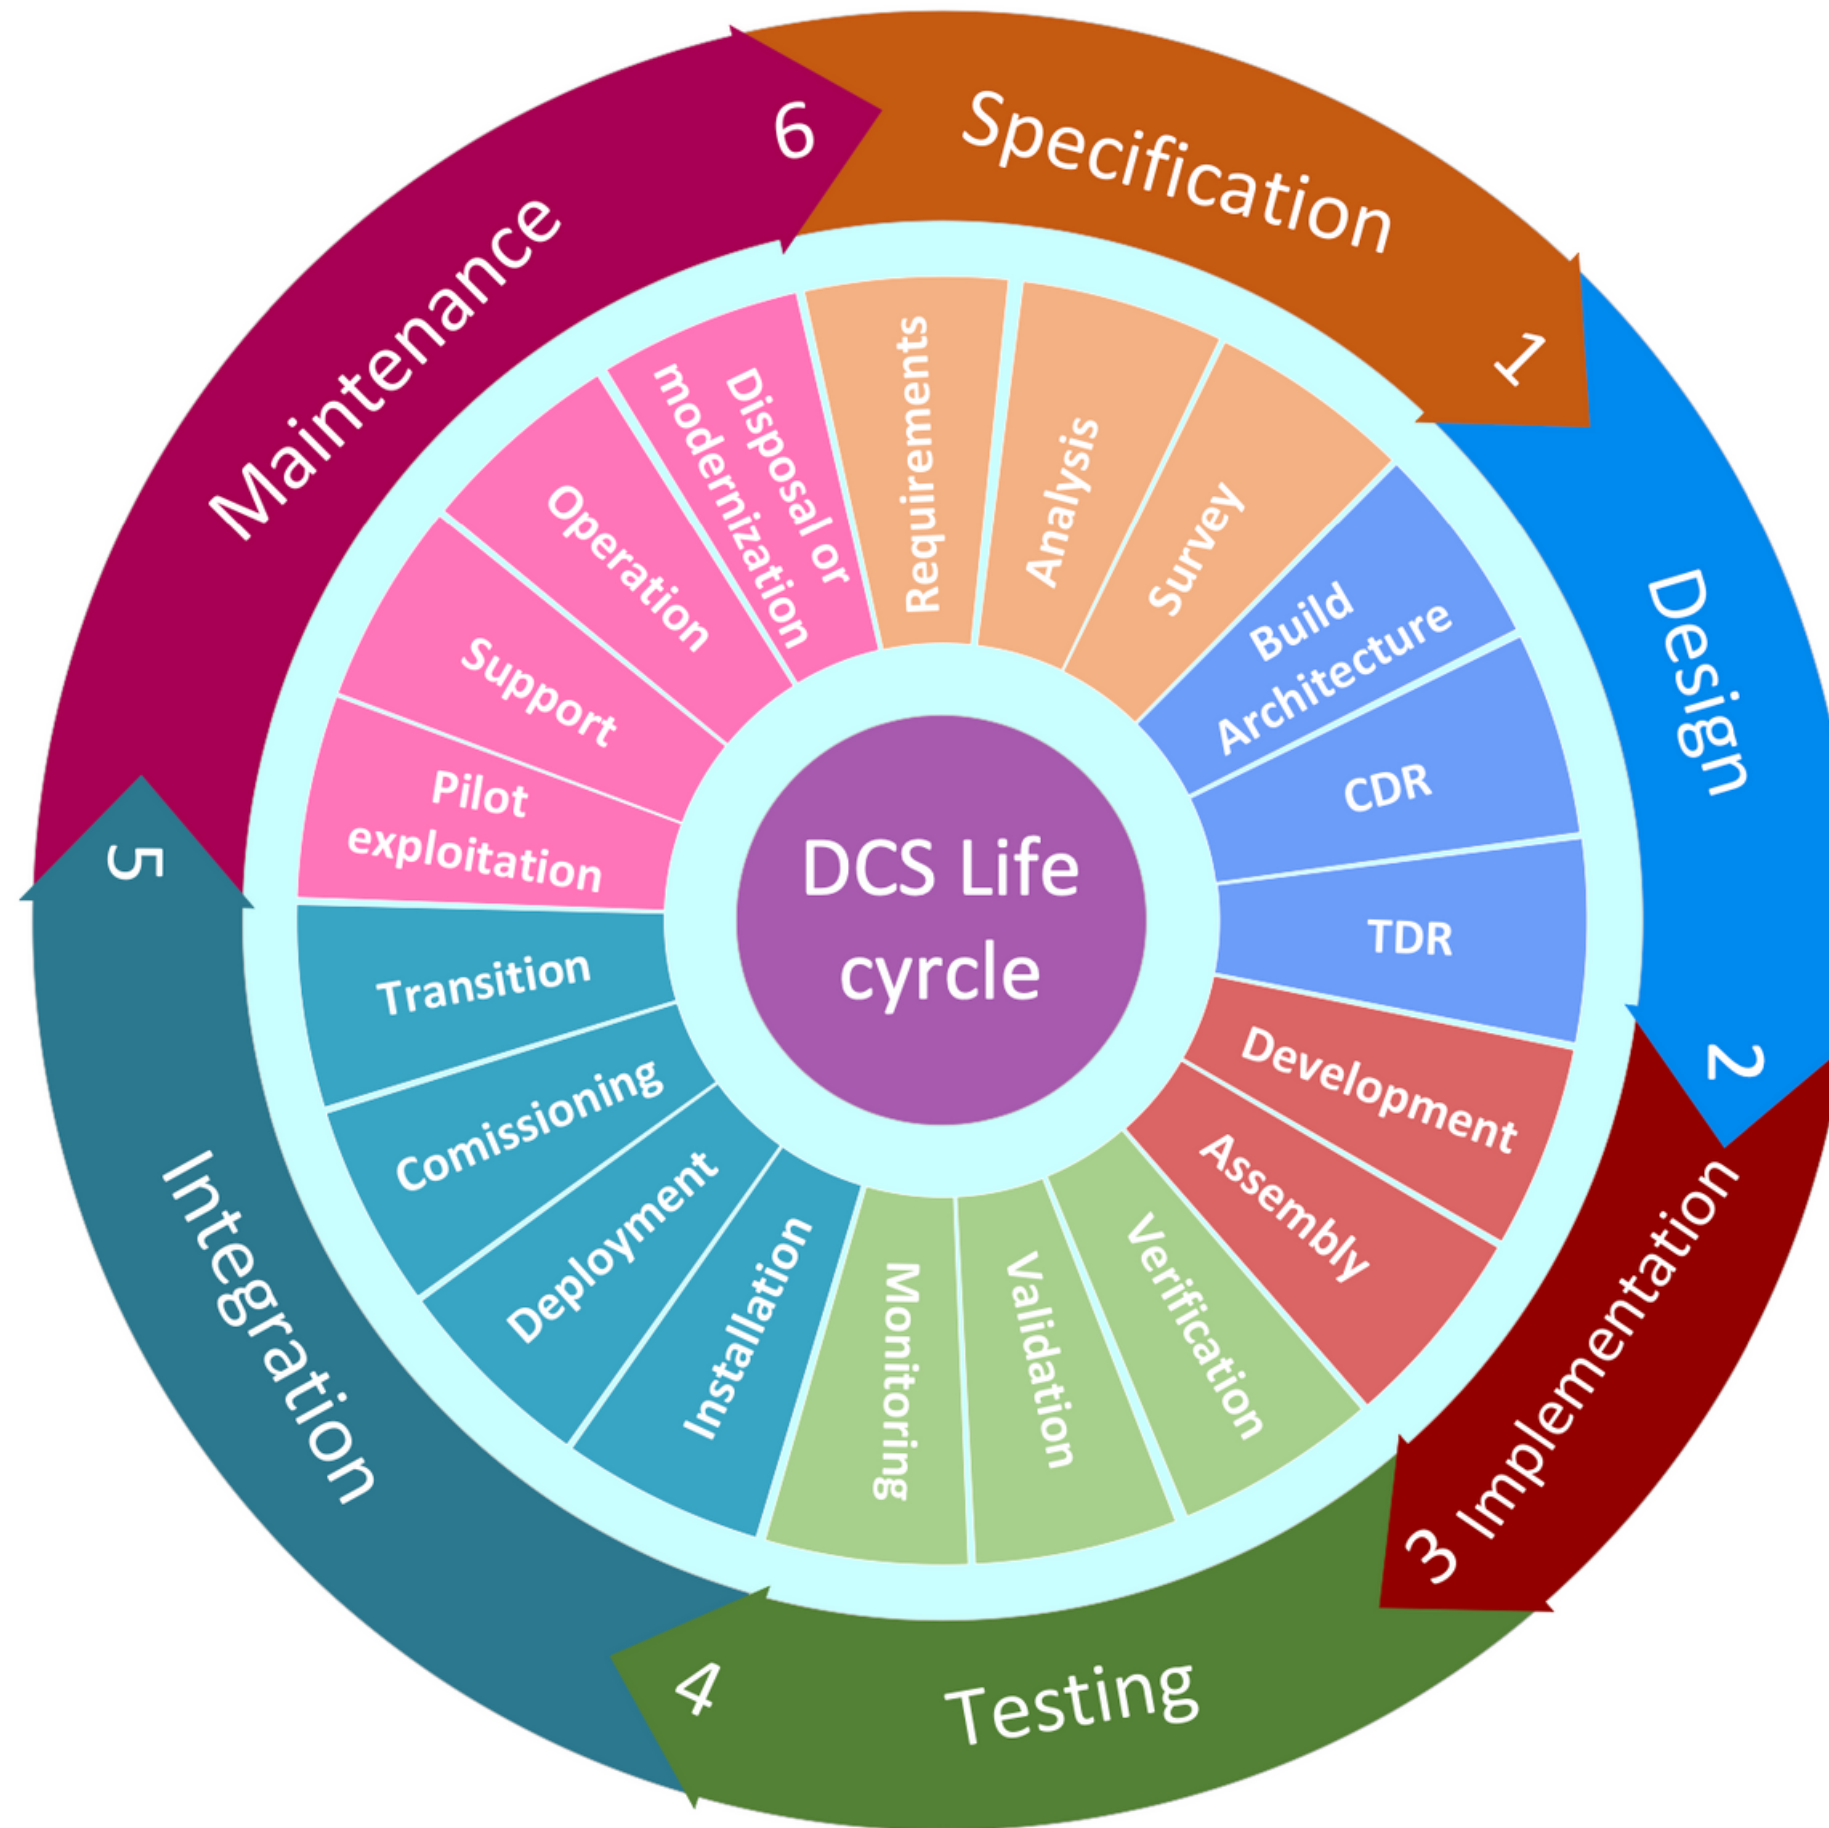 DCS Life
cyrcle
Specification
1
Requirements
Analysis
Survey
Design
2
Build
Architecture
CDR
TDR
Implementation
3
Development
Assembly
Testing
4
Verification
Validation
Monitoring
Integration
5
Installation
Deployment
Comissioning
Transition
Maintenance
6
Pilot
exploitation
Support
Operation
Disposal or
modernization